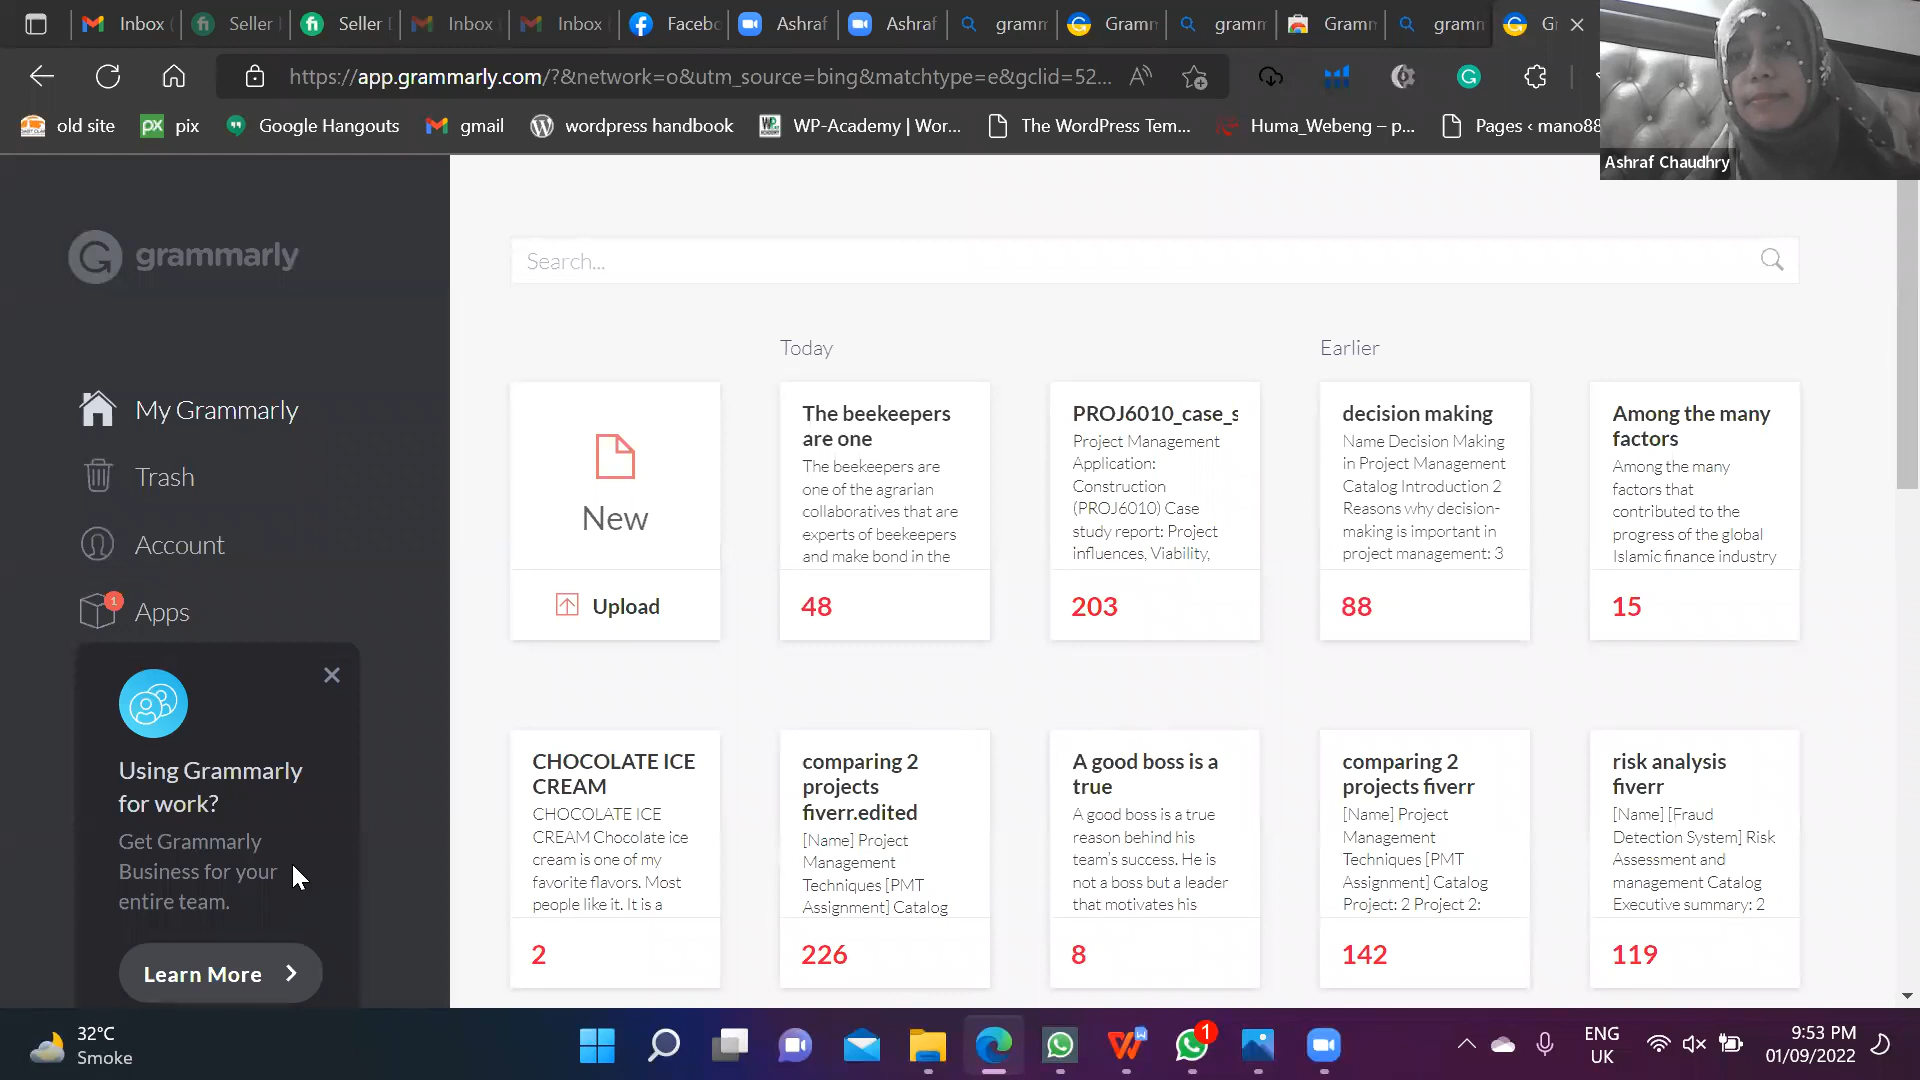 Inbox
Seller
Seller
Inbox
Inbox
Faceb
Ashraf
Ashraf
gramm
Gramm
gramm
Gramm
gramm
https://app.grammarly.com/?&network=o&utm_source=bing&matchtype=e&gclid=52...
old site
pix
Google Hangouts
gmail
wordpress handbook
WP-Academy | Wor...
The WordPress Tem...
Huma_Webeng – p...
Pages ‹ mano88
Ashraf Chaudhry
grammarly
My Grammarly
Trash
Account
1
Apps
Using Grammarly
for work?
Get Grammarly
Business for your
entire team.
Learn More
Search...
Today
Earlier
New
Upload
The beekeepers
are one
The beekeepers are
one of the agrarian
collaboratives that are
experts of beekeepers
and make bond in the
48
PROJ6010_case_s
Project Management
Application:
Construction
(PROJ6010) Case
study report: Project
influences, Viability,
203
decision making
Name Decision Making
in Project Management
Catalog Introduction 2
Reasons why decision-
making is important in
project management: 3
88
Among the many
factors
Among the many
factors that
contributed to the
progress of the global
Islamic finance industry
15
CHOCOLATE ICE
CREAM
CHOCOLATE ICE
CREAM Chocolate ice
cream is one of my
favorite flavors. Most
people like it. It is a
2
comparing 2
projects
fiverr.edited
[Name] Project
Management
Techniques [PMT
Assignment] Catalog
226
A good boss is a
true
A good boss is a true
reason behind his
team's success. He is
not a boss but a leader
that motivates his
8
comparing 2
projects fiverr
[Name] Project
Management
Techniques [PMT
Assignment] Catalog
Project: 2 Project 2:
142
risk analysis
fiverr
[Name] [Fraud
Detection System] Risk
Assessment and
management Catalog
Executive summary: 2
119
32°C
Smoke
1
ENG
UK
9:53 PM
01/09/2022